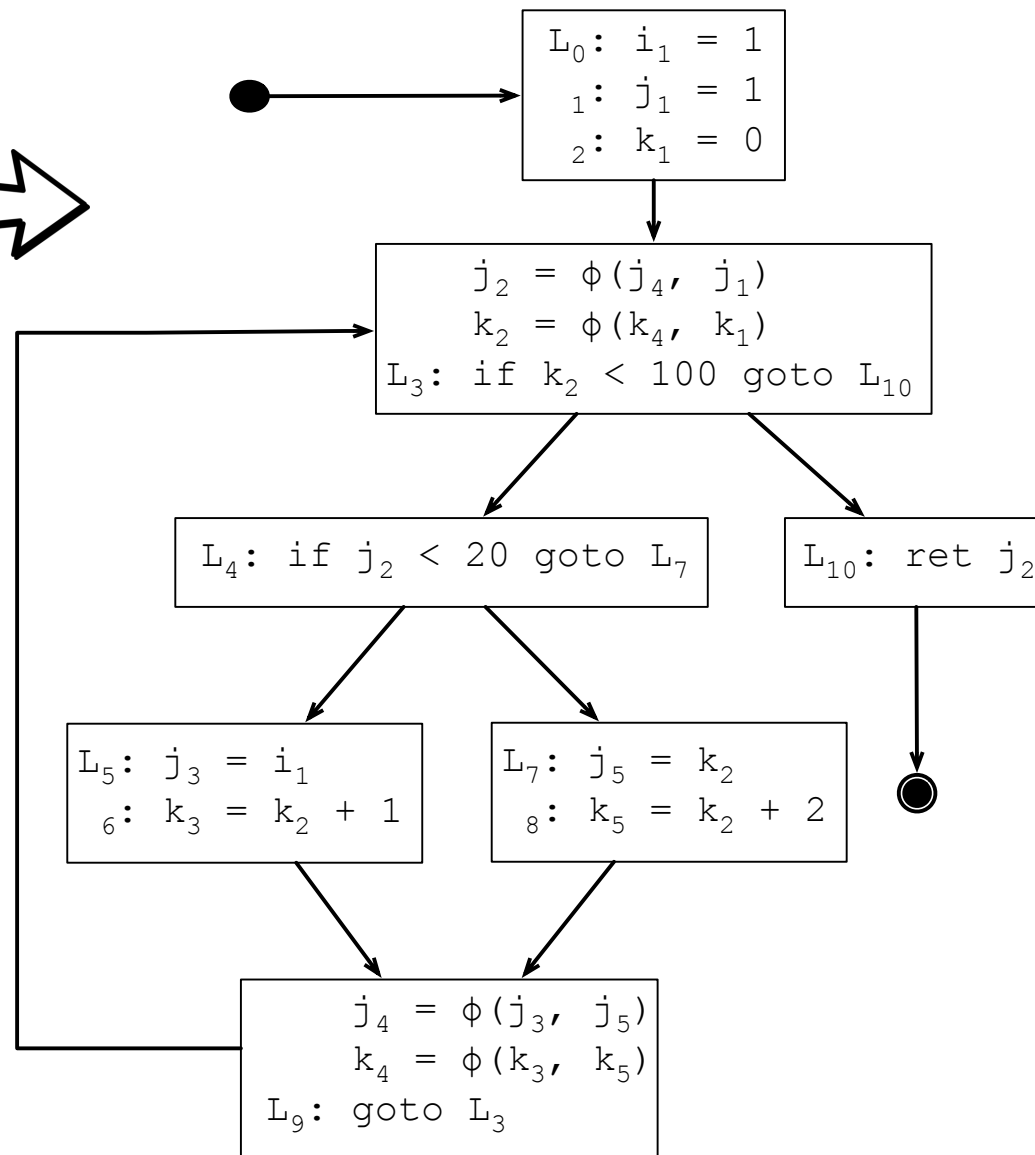 L₀: i₁ = 1
₁: j₁ = 1
₂: k₁ = 0
j₂ = ϕ(j₄, j₁)
k₂ = ϕ(k₄, k₁)
L₃: if k₂ < 100 goto L₁₀
L₄: if j₂ < 20 goto L₇
L₁₀: ret j₂
L₅: j₃ = i₁
₆: k₃ = k₂ + 1
L₇: j₅ = k₂
₈: k₅ = k₂ + 2
j₄ = ϕ(j₃, j₅)
k₄ = ϕ(k₃, k₅)
L₉: goto L₃